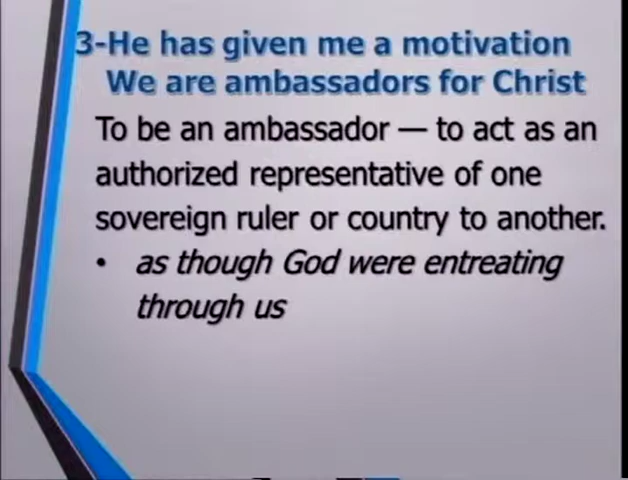 3-He has given me a motivation
We are ambassadors for Christ
To be an ambassador — to act as an
authorized representative of one
sovereign ruler or country to another.
• as though God were entreating
through us